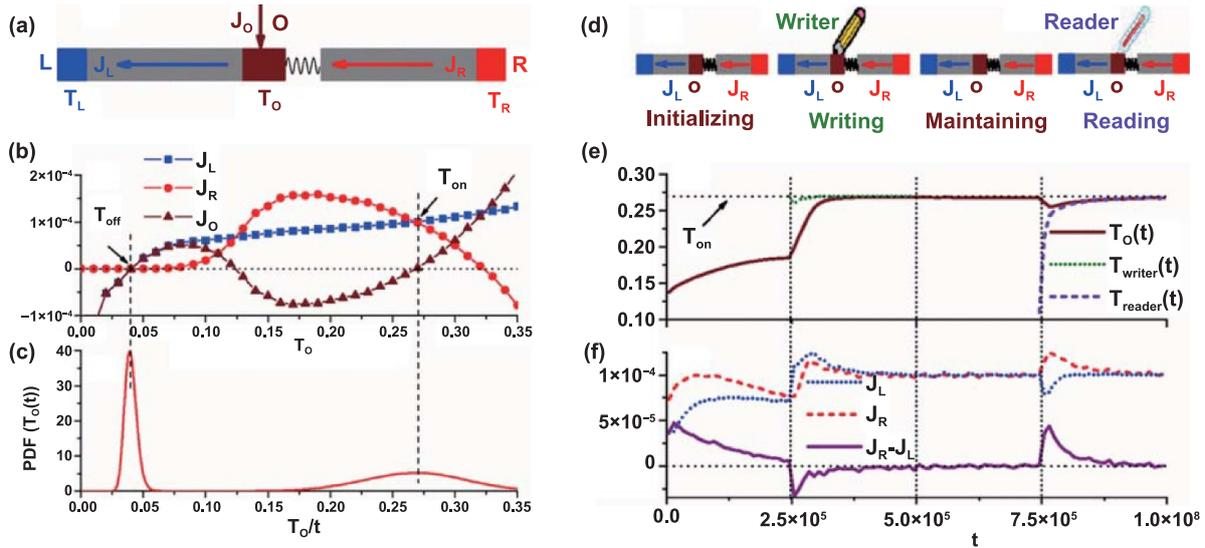 (a)
J_O O
L J_L J_R R
T_L T_O T_R
(b)
J_L
J_R
J_O
T_off
T_on
2×10⁻⁴
1×10⁻⁴
0
−1×10⁻⁴
0.00 0.05 0.10 0.15 0.20 0.25 0.30 0.35
T_O
(c)
PDF (T_O(t))
40
30
20
10
0
0.00 0.05 0.10 0.15 0.20 0.25 0.30 0.35
T_O/t
(d)
Writer Reader
J_L O J_R J_L O J_R J_L O J_R J_L O J_R
Initializing Writing Maintaining Reading
(e)
0.30
0.25
0.20
0.15
0.10
T_on
T_O(t)
T_writer(t)
T_reader(t)
(f)
1×10⁻⁴
5×10⁻⁵
0
J_L
J_R
J_R-J_L
0.0 2.5×10⁵ 5.0×10⁵ 7.5×10⁵ 1.0×10⁸
t